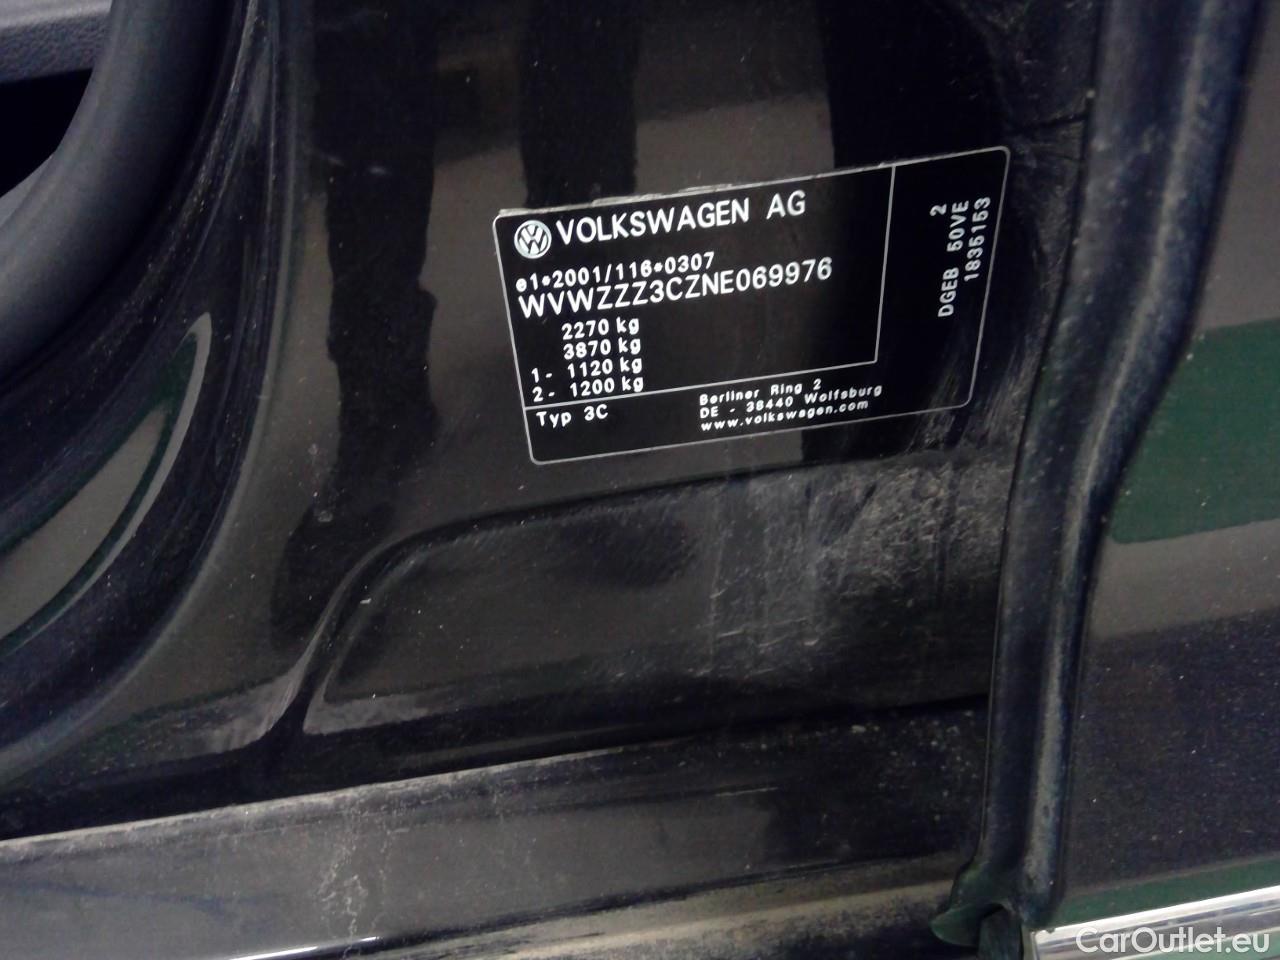 VOLKSWAGEN AG
e1*2001/116*0307
WVWZZZ3CZNE069976
2270 kg
3870 kg
1- 1120 kg
2- 1200 kg
Typ 3C
Berliner Ring 2
DE - 38440 Wolfsburg
www.volkswagen.com
2
DGEB 50VE
1835153
CarOutlet.eu